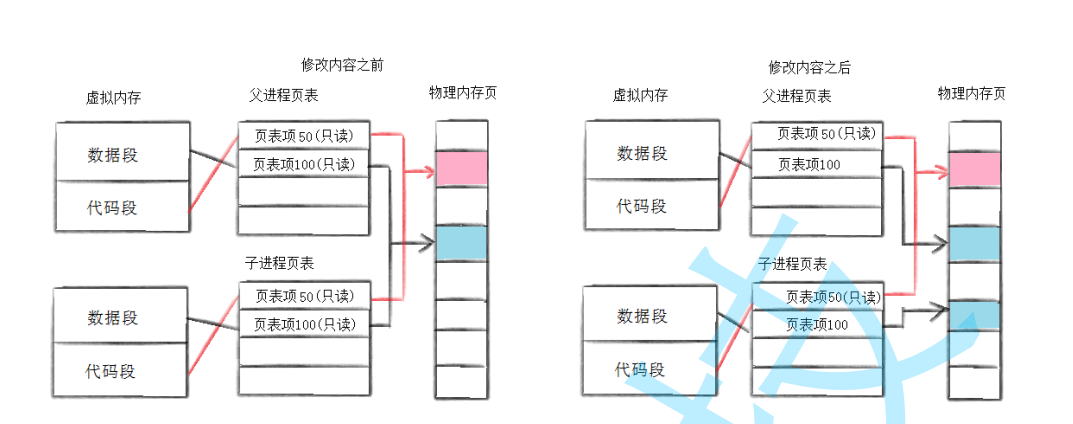 修改内容之前
虚拟内存
父进程页表
物理内存页
数据段
代码段
页表项50(只读)
页表项100(只读)
子进程页表
数据段
代码段
页表项50(只读)
页表项100(只读)
修改内容之后
虚拟内存
父进程页表
物理内存页
数据段
代码段
页表项50(只读)
页表项100
子进程页表
数据段
代码段
页表项50(只读)
页表项100